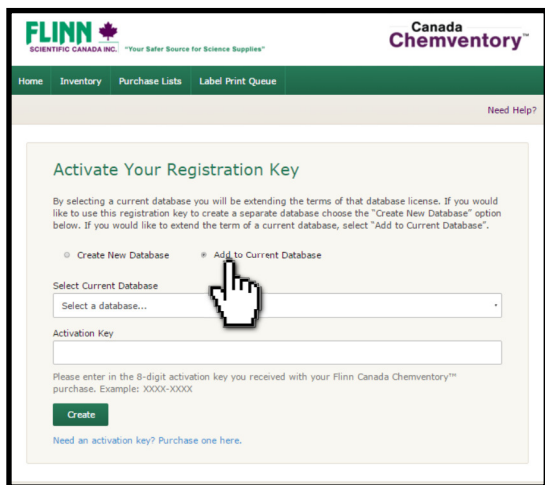 FLINN
SCIENTIFIC CANADA INC.
"Your Safer Source for Science Supplies"
Canada
Chemventory™
Home Inventory Purchase Lists Label Print Queue
Need Help?
Activate Your Registration Key
By selecting a current database you will be extending the terms of that database license. If you would
like to use this registration key to create a separate database choose the "Create New Database" option
below. If you would like to extend the term of a current database, select "Add to Current Database".
Create New Database Add to Current Database
Select Current Database
Select a database...
Activation Key
Please enter in the 8-digit activation key you received with your Flinn Canada Chemventory™
purchase. Example: XXXX-XXXX
Create
Need an activation key? Purchase one here.